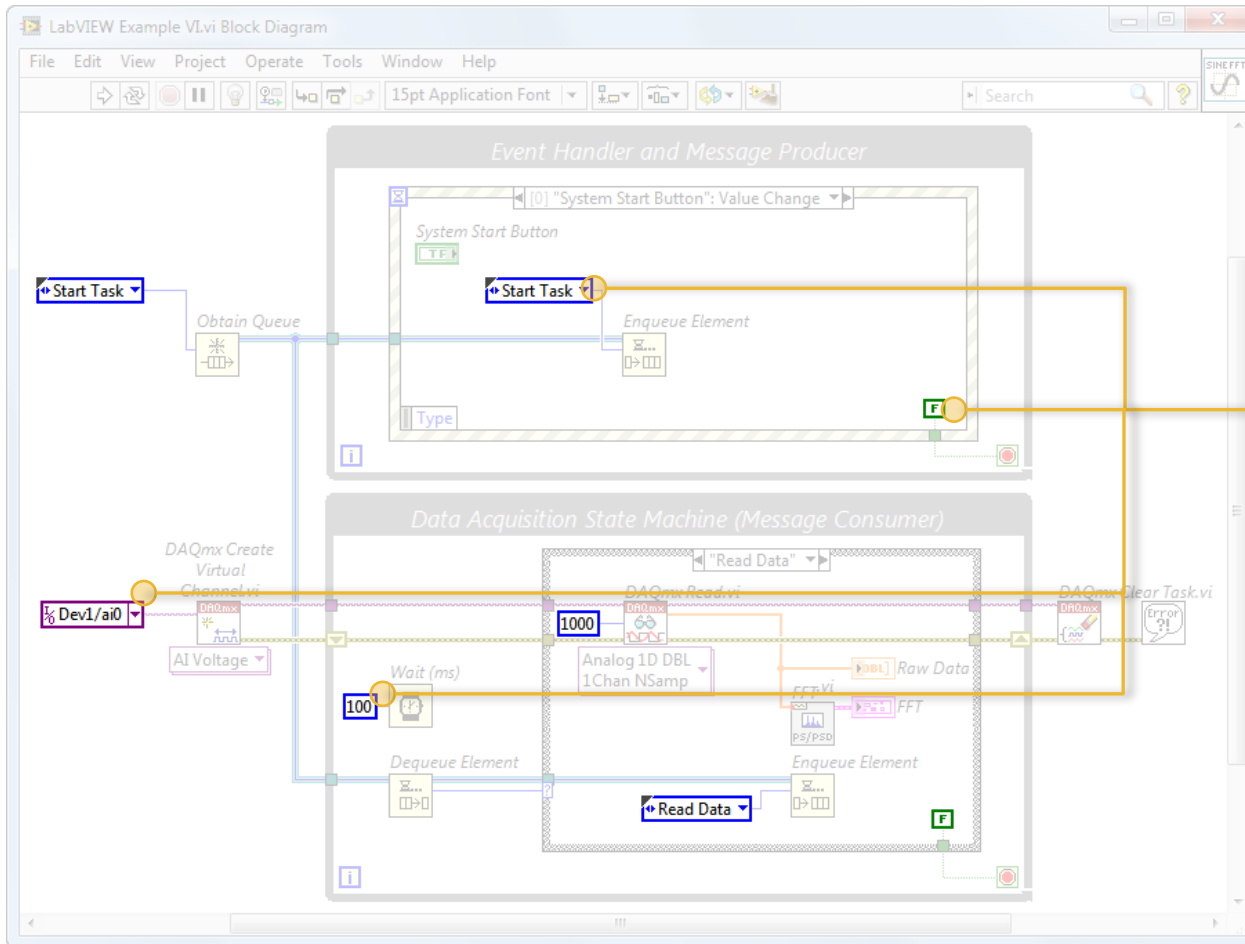 LabVIEW Example VI.vi Block Diagram
File Edit View Project Operate Tools Window Help
15pt Application Font
Search
SINE FFT
Event Handler and Message Producer
[0] "System Start Button": Value Change
System Start Button
TF
Start Task
Start Task
Obtain Queue
Enqueue Element
F
Type
i
Data Acquisition State Machine (Message Consumer)
DAQmx Create
Virtual
Channel.vi
"Read Data"
DAQmx Read.vi
DAQmx Clear Task.vi
I/O Dev1/ai0
DAQmx
1000
DAQmx
DAQmx
Error
?!
AI Voltage
Analog 1D DBL
1Chan NSamp
Wait (ms)
DBL]
Raw Data
100
FFT.vi
FFT
PS/PSD
Dequeue Element
Enqueue Element
?
Read Data
F
i